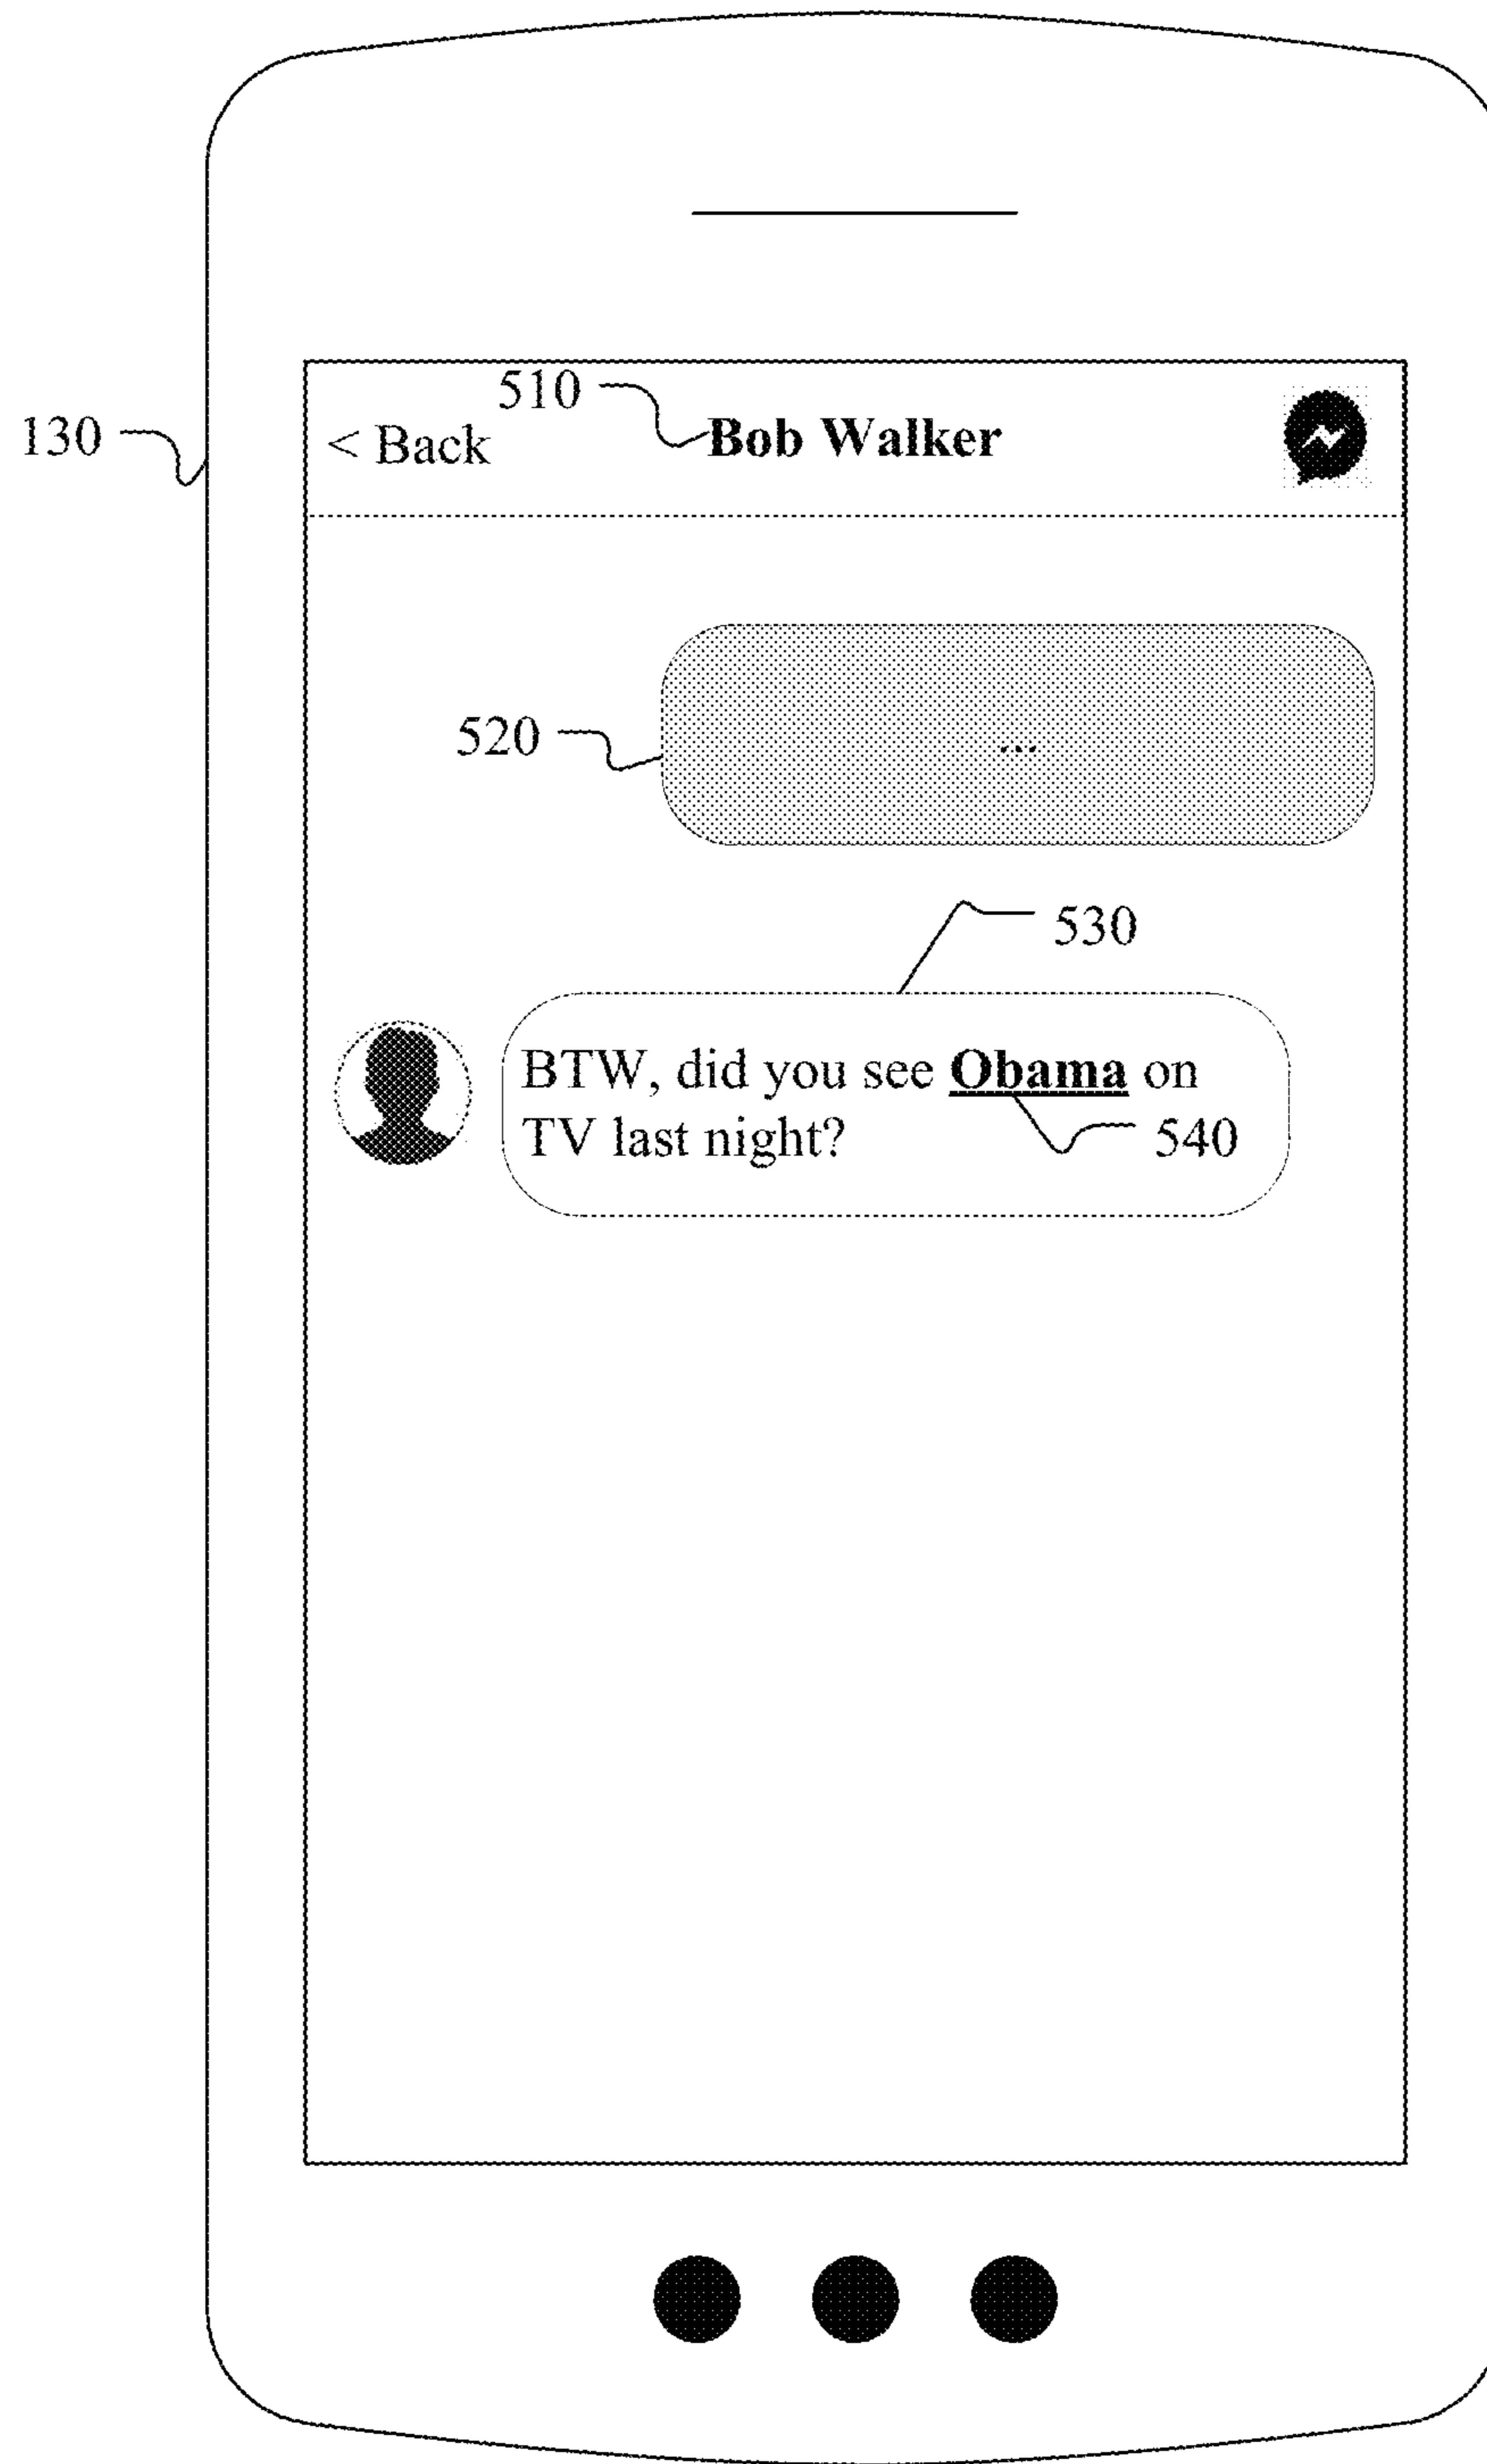 510
130
< Back
Bob Walker
520
...
530
BTW, did you see Obama on
TV last night?
540